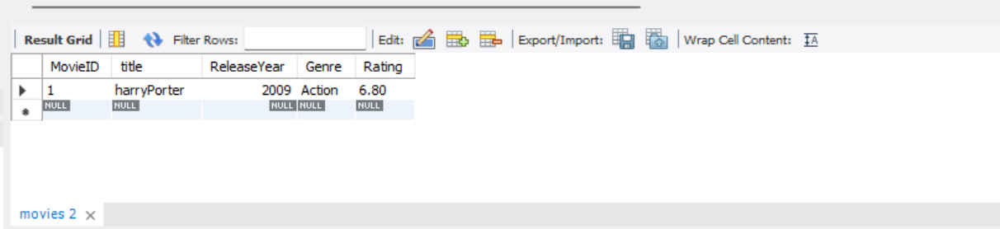 Result Grid Filter Rows: Edit: Export/Import: Wrap Cell Content: IA
MovieID title ReleaseYear Genre Rating
1 harryPorter 2009 Action 6.80
NULL NULL NULL NULL NULL
movies 2